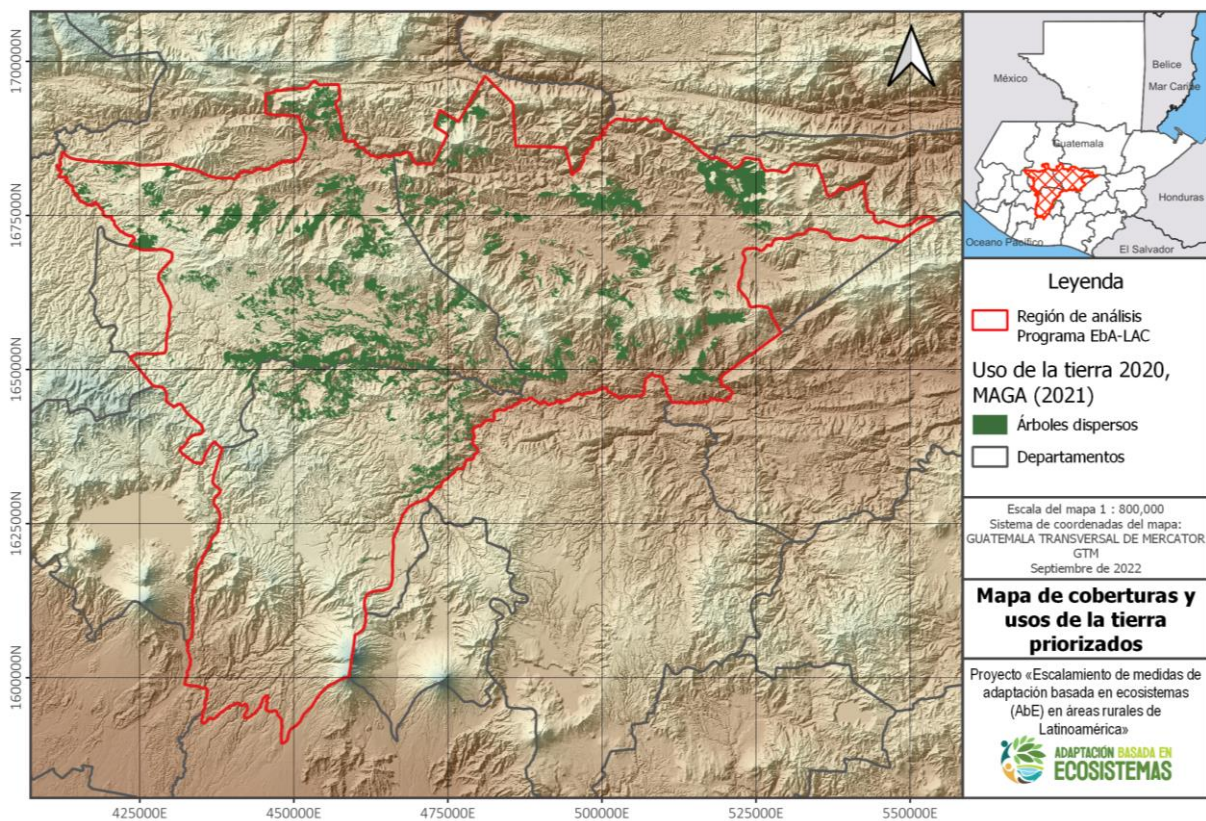 1700000N
1675000N
1650000N
1625000N
1600000N
425000E
450000E
475000E
500000E
525000E
550000E
México
Belice
Mar Caribe
Guatemala
Honduras
Oceano Pacífico
El Salvador
Leyenda
Región de análisis
Programa EbA-LAC
Uso de la tierra 2020,
MAGA (2021)
Árboles dispersos
Departamentos
Escala del mapa 1 : 800,000
Sistema de coordenadas del mapa:
GUATEMALA TRANSVERSAL DE MERCATOR
GTM
Septiembre de 2022
Mapa de coberturas y
usos de la tierra
priorizados
Proyecto «Escalamiento de medidas de
adaptación basada en ecosistemas
(AbE) en áreas rurales de
Latinoamérica»
ADAPTACIÓN BASADA EN
ECOSISTEMAS